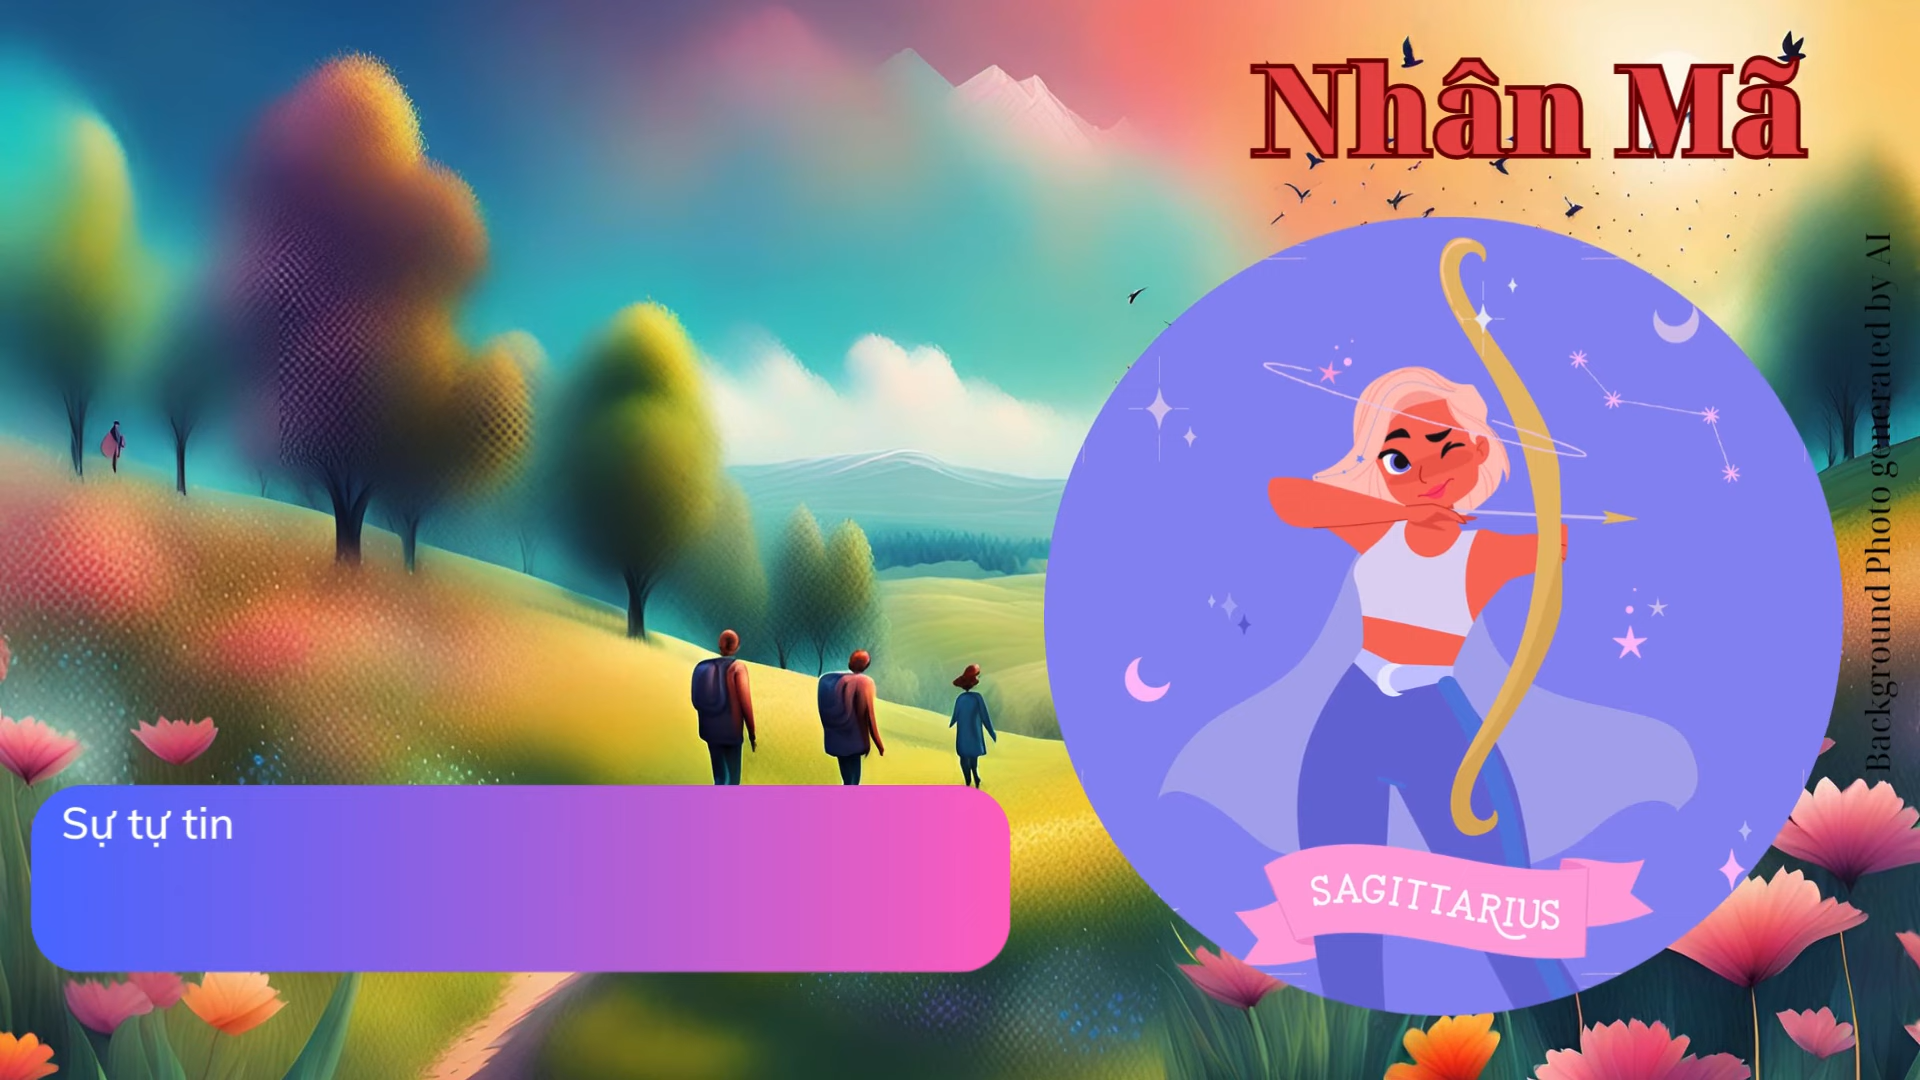 Nhân Mã
Background Photo generated by AI
SAGITTARIUS
Sự tự tin